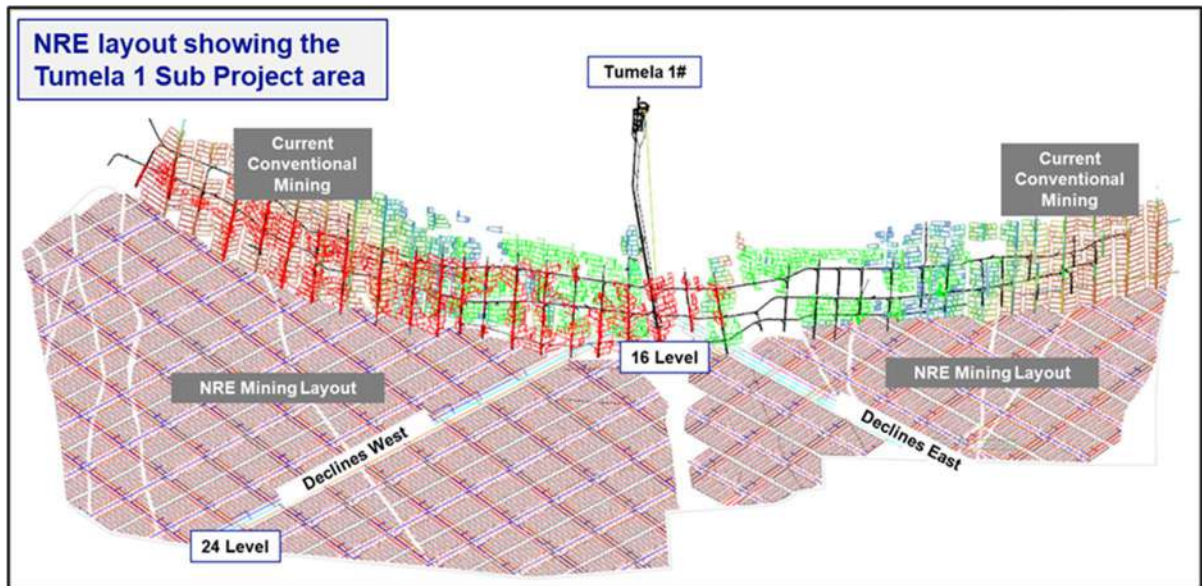 NRE layout showing the
Tumela 1 Sub Project area
Tumela 1#
Current
Conventional
Mining
Current
Conventional
Mining
16 Level
NRE Mining Layout
NRE Mining Layout
Declines West
Declines East
24 Level